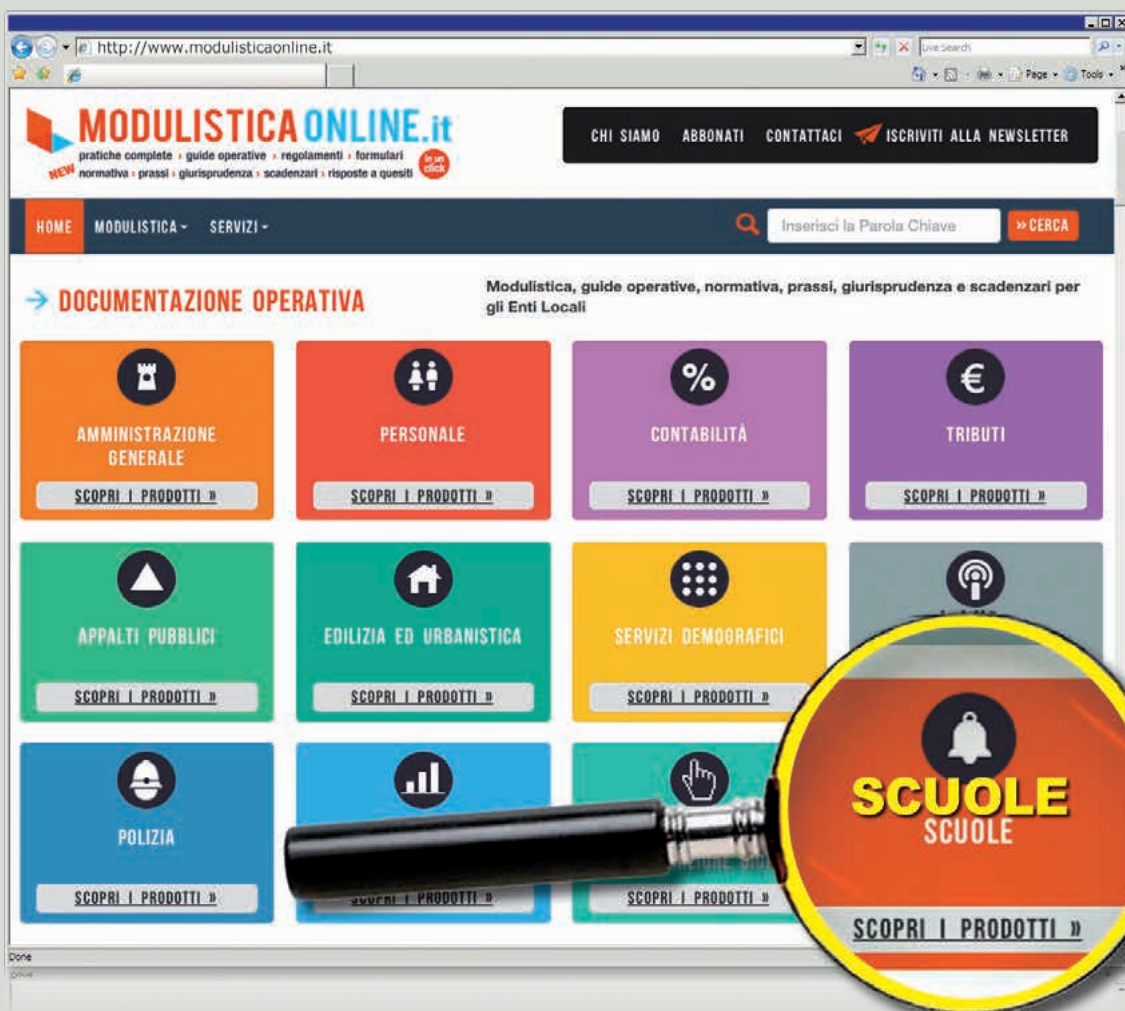 http://www.modulisticaonline.it
Live Search
Page
Tools
MODULISTICA ONLINE.it
pratiche complete › guide operative › regolamenti › formulari
NEW normativa › prassi › giurisprudenza › scadenzari › risposte a quesiti
in un click
CHI SIAMO ABBONATI CONTATTACI ISCRIVITI ALLA NEWSLETTER
HOME MODULISTICA SERVIZI
Inserisci la Parola Chiave
» CERCA
→ DOCUMENTAZIONE OPERATIVA
Modulistica, guide operative, normativa, prassi, giurisprudenza e scadenzari per
gli Enti Locali
%
€
AMMINISTRAZIONE
GENERALE
PERSONALE
CONTABILITÀ
TRIBUTI
SCOPRI I PRODOTTI »
SCOPRI I PRODOTTI »
SCOPRI I PRODOTTI »
SCOPRI I PRODOTTI »
APPALTI PUBBLICI
EDILIZIA ED URBANISTICA
SERVIZI DEMOGRAFICI
SCOPRI I PRODOTTI »
SCOPRI I PRODOTTI »
SCOPRI I PRODOTTI »
POLIZIA
SCUOLE
SCUOLE
SCOPRI I PRODOTTI »
SCOPRI I PRODOTTI »
SCOPRI I PRODOTTI »
SCOPRI I PRODOTTI »
Done